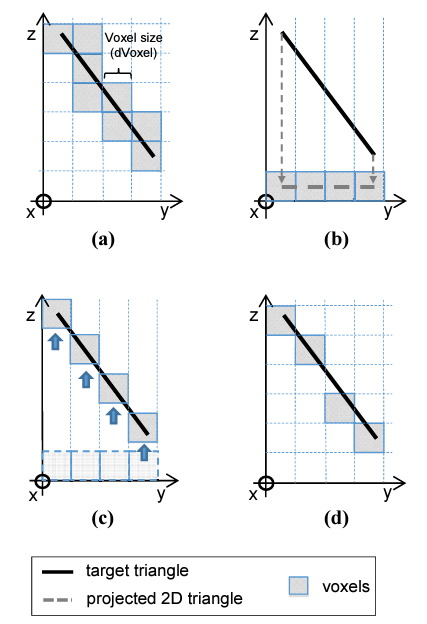 z
Voxel size
(dVoxel)
x
y
(a)
z
x
y
(b)
z
x
y
(c)
z
x
y
(d)
target triangle
projected 2D triangle
voxels